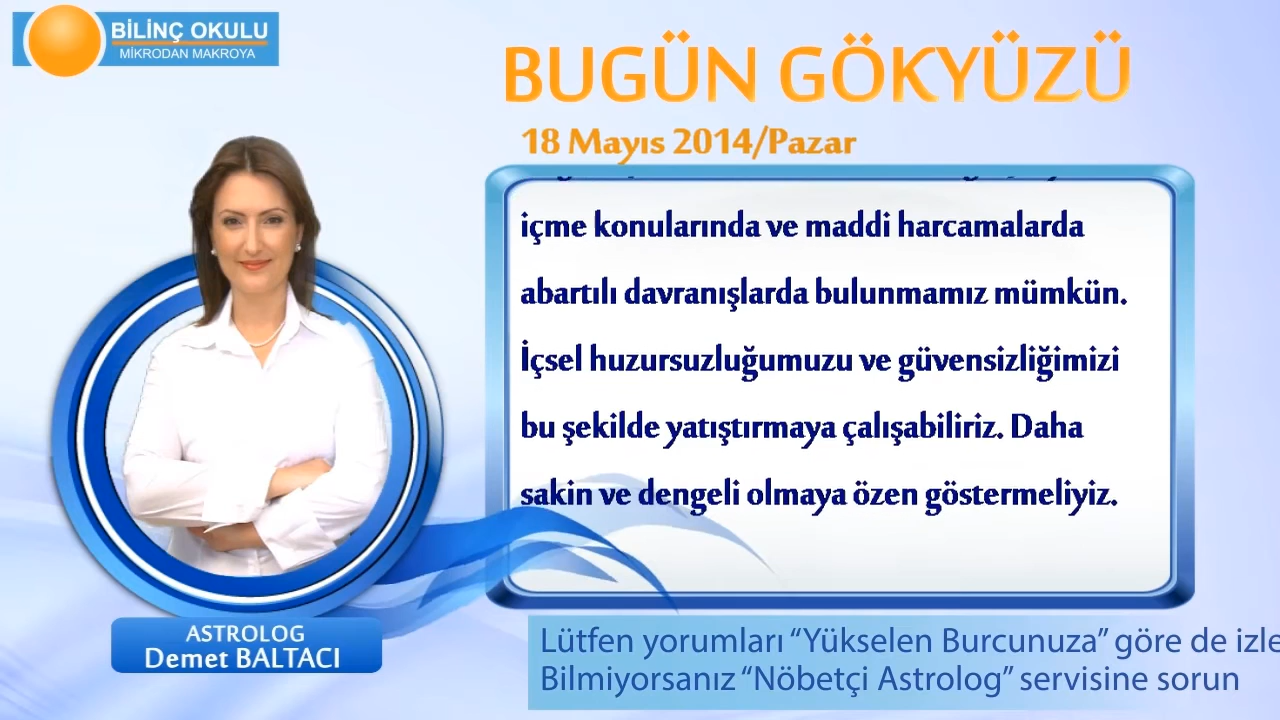 BİLİNÇ OKULU
MİKRODAN MAKROYA
BUGÜN GÖKYÜZÜ
18 Mayıs 2014/Pazar
içme konularında ve maddi harcamalarda
abartılı davranışlarda bulunmamız mümkün.
İçsel huzursuzluğumuzu ve güvensizliğimizi
bu şekilde yatıştırmaya çalışabiliriz. Daha
sakin ve dengeli olmaya özen göstermeliyiz.
ASTROLOG
Demet BALTACI
Lütfen yorumları “Yükselen Burcunuza” göre de
Bilmiyorsanız “Nöbetçi Astrolog” servisine sorun